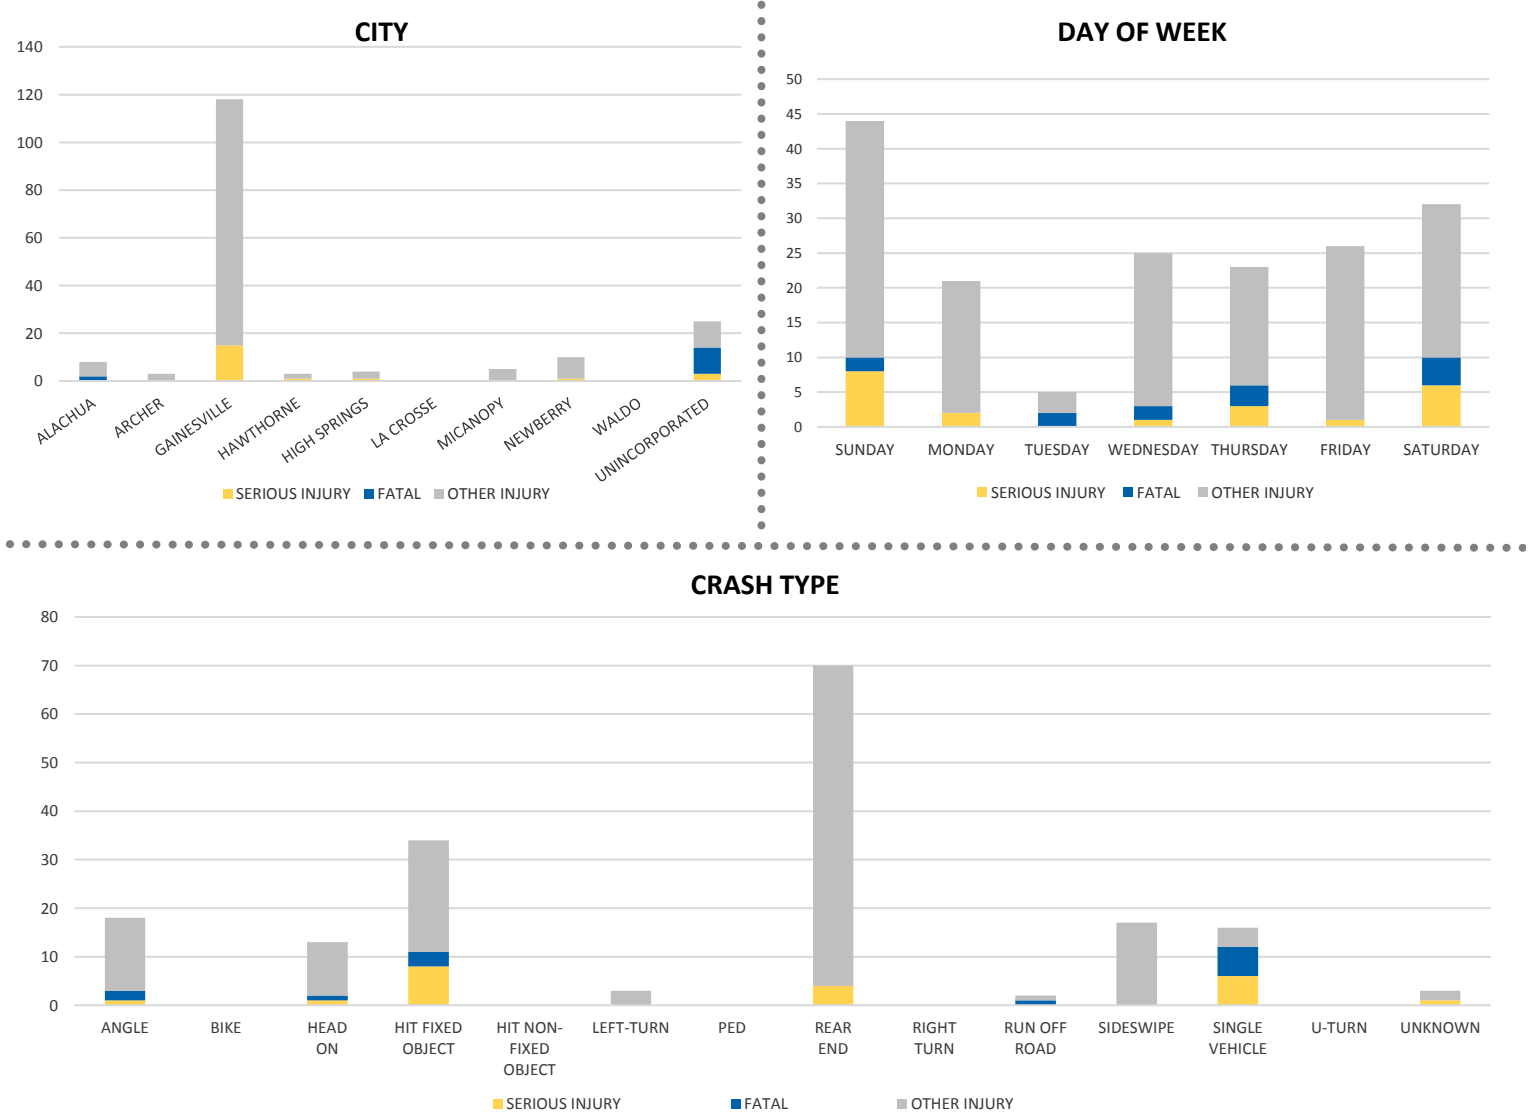 CITY
140
120
100
80
60
40
20
0
ALACHUA
ARCHER
GAINESVILLE
HAWTHORNE
HIGH SPRINGS
LA CROSSE
MICANOPY
NEWBERRY
WALDO
UNINCORPORATED
SERIOUS INJURY FATAL OTHER INJURY
DAY OF WEEK
50
45
40
35
30
25
20
15
10
5
0
SUNDAY MONDAY TUESDAY WEDNESDAY THURSDAY FRIDAY SATURDAY
SERIOUS INJURY FATAL OTHER INJURY
CRASH TYPE
80
70
60
50
40
30
20
10
0
ANGLE BIKE HEAD HIT FIXED HIT NON- LEFT-TURN PED REAR RIGHT RUN OFF SIDESWIPE SINGLE U-TURN UNKNOWN
ON OBJECT FIXED END TURN ROAD VEHICLE
OBJECT
SERIOUS INJURY FATAL OTHER INJURY